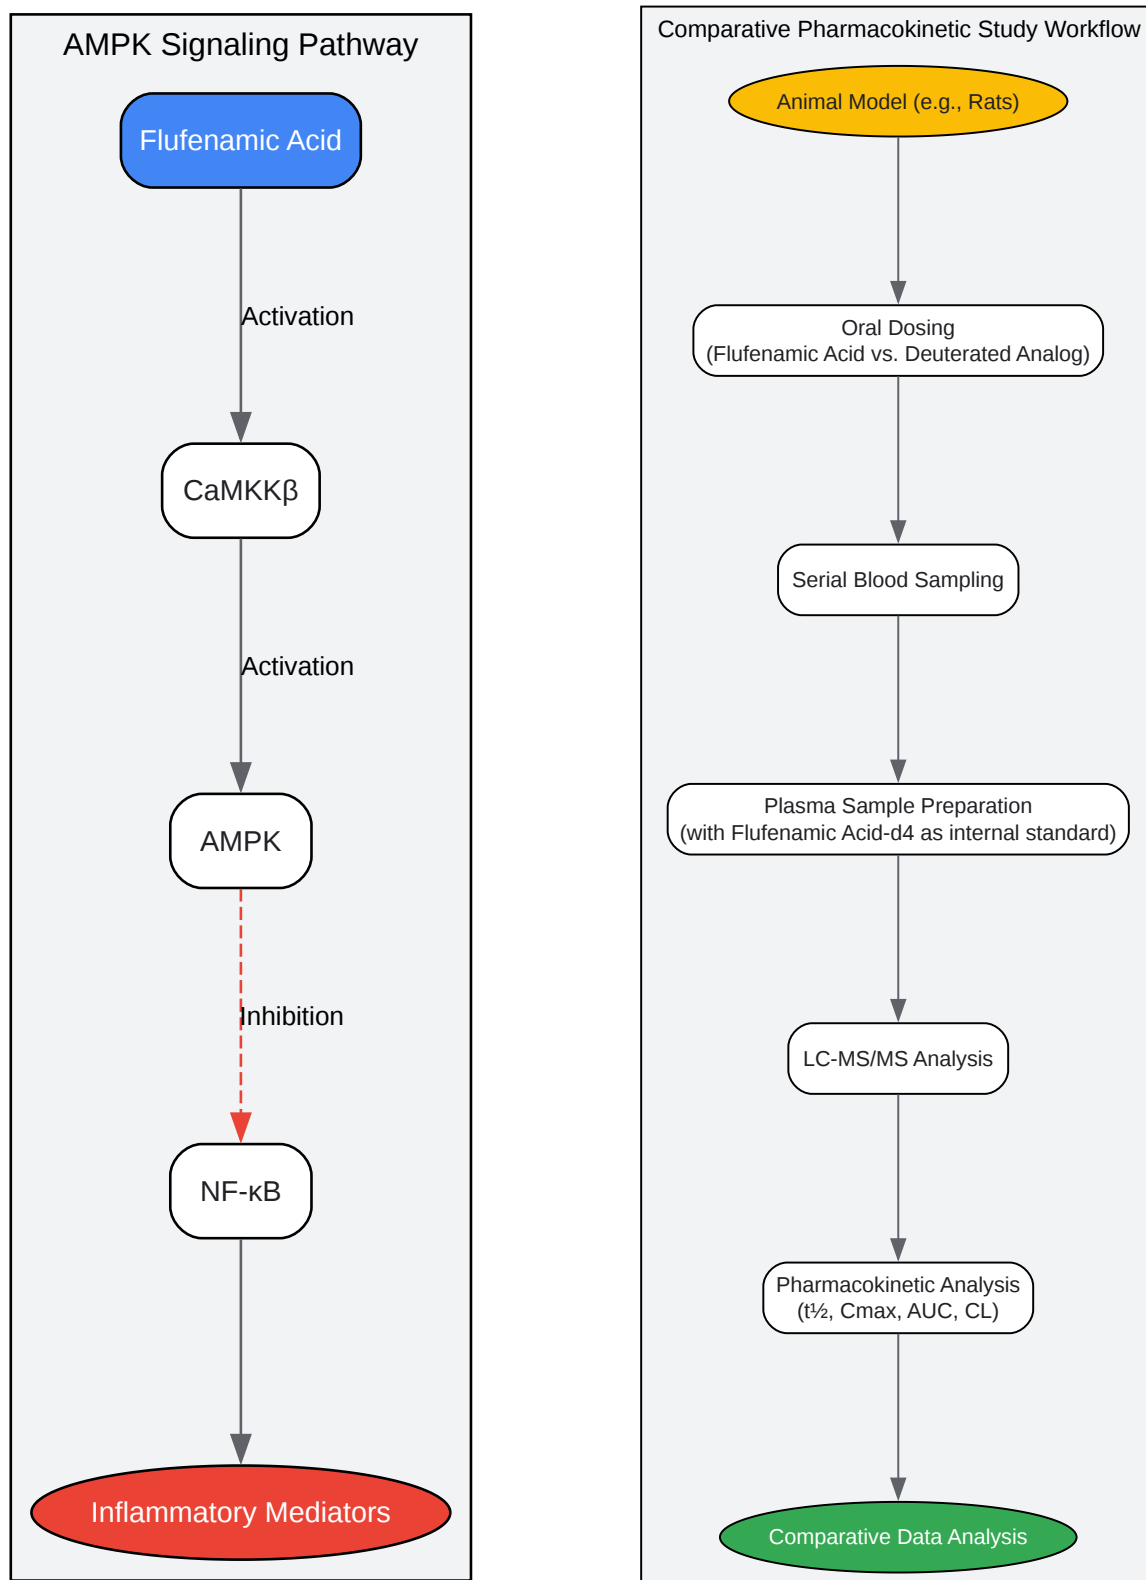 AMPK Signaling Pathway
Flufenamic Acid
Activation
CaMKKβ
Activation
AMPK
Inhibition
NF-κB
Inflammatory Mediators
Comparative Pharmacokinetic Study Workflow
Animal Model (e.g., Rats)
Oral Dosing
(Flufenamic Acid vs. Deuterated Analog)
Serial Blood Sampling
Plasma Sample Preparation
(with Flufenamic Acid-d4 as internal standard)
LC-MS/MS Analysis
Pharmacokinetic Analysis
(t½, Cmax, AUC, CL)
Comparative Data Analysis